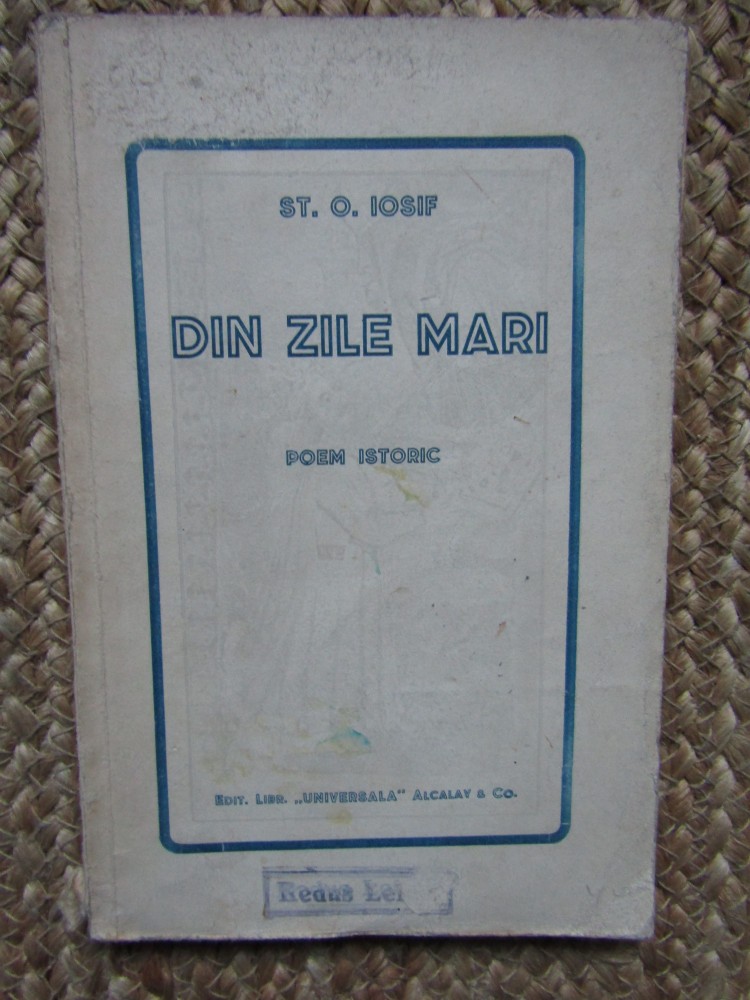 ST. O. IOSIF
DIN ZILE MARI
POEM ISTORIC
EDIT. LIBR. „UNIVERSALA" ALCALAY & CO.
Redus Lei